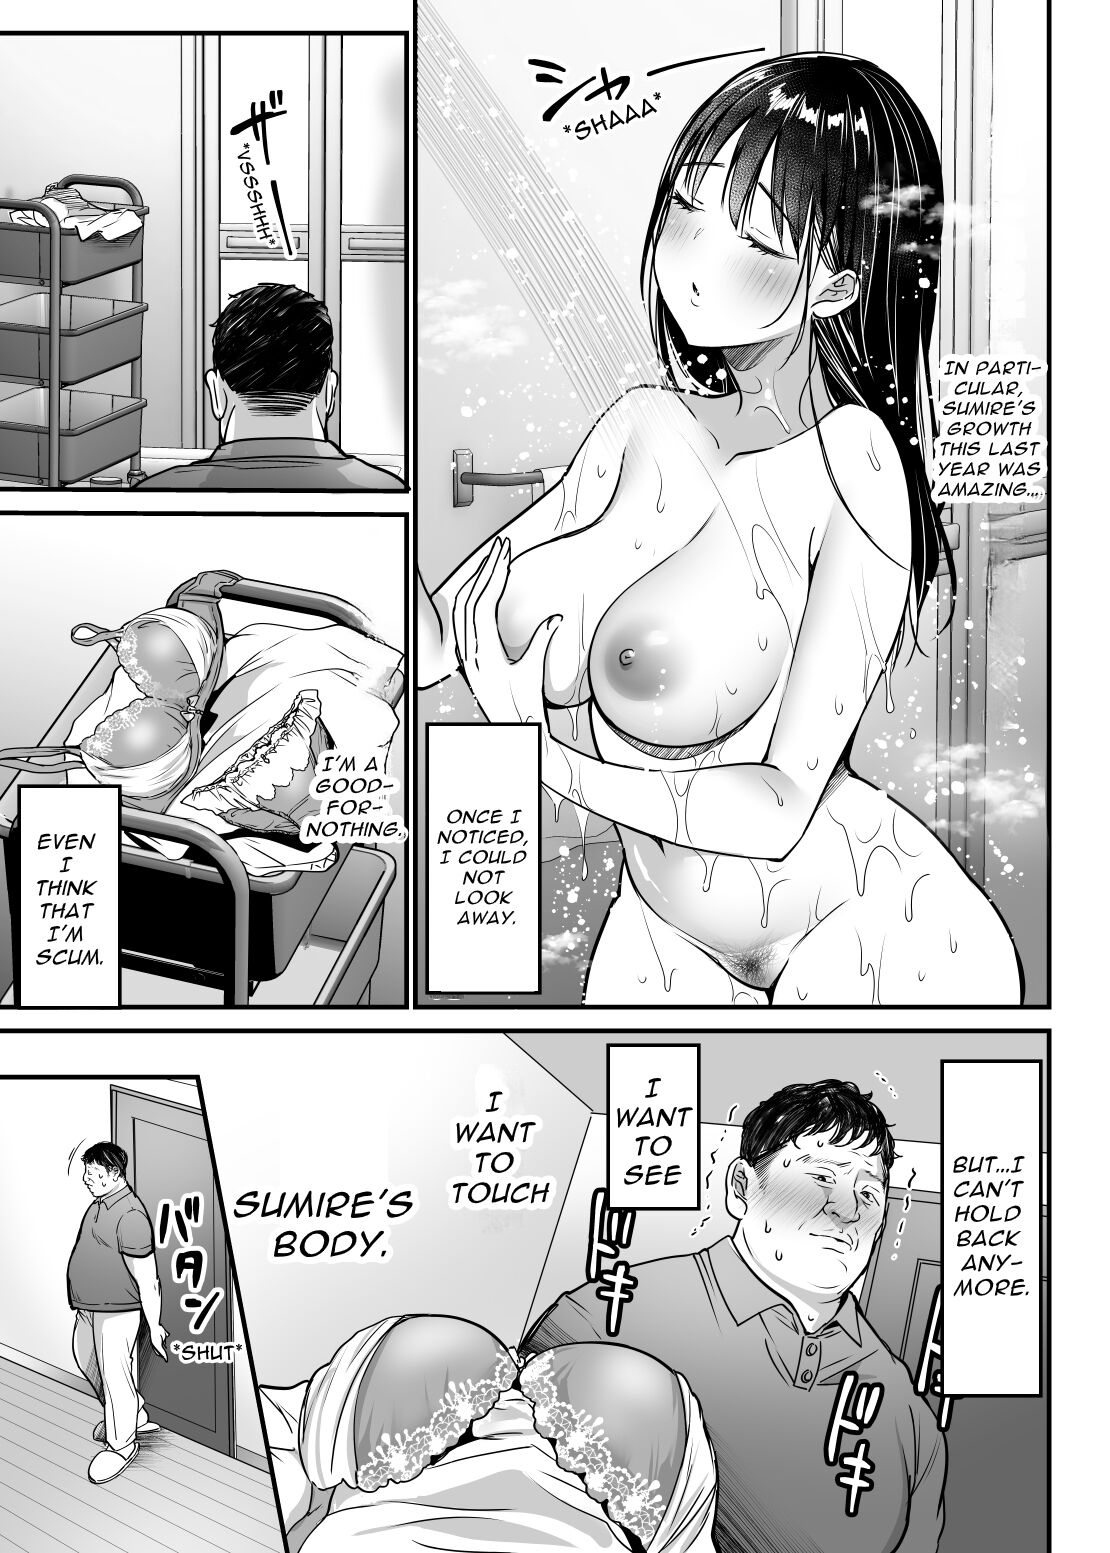 シャー
*SHAAA*
IN PARTI-
CULAR,
SUMIRE'S
GROWTH
THIS LAST
YEAR WAS
AMAZING...
ONCE I
NOTICED,
I COULD
NOT
LOOK
AWAY.
ザー
*VSSSHHH*
I'M A
GOOD-
FOR-
NOTHING.
EVEN
I
THINK
THAT
I'M
SCUM.
BUT...I
CAN'T
HOLD
BACK
ANY-
MORE.
I
WANT
TO
SEE
I
WANT
TO
TOUCH
SUMIRE'S
BODY.
ドキ
ドキ
バタン
*SHUT*